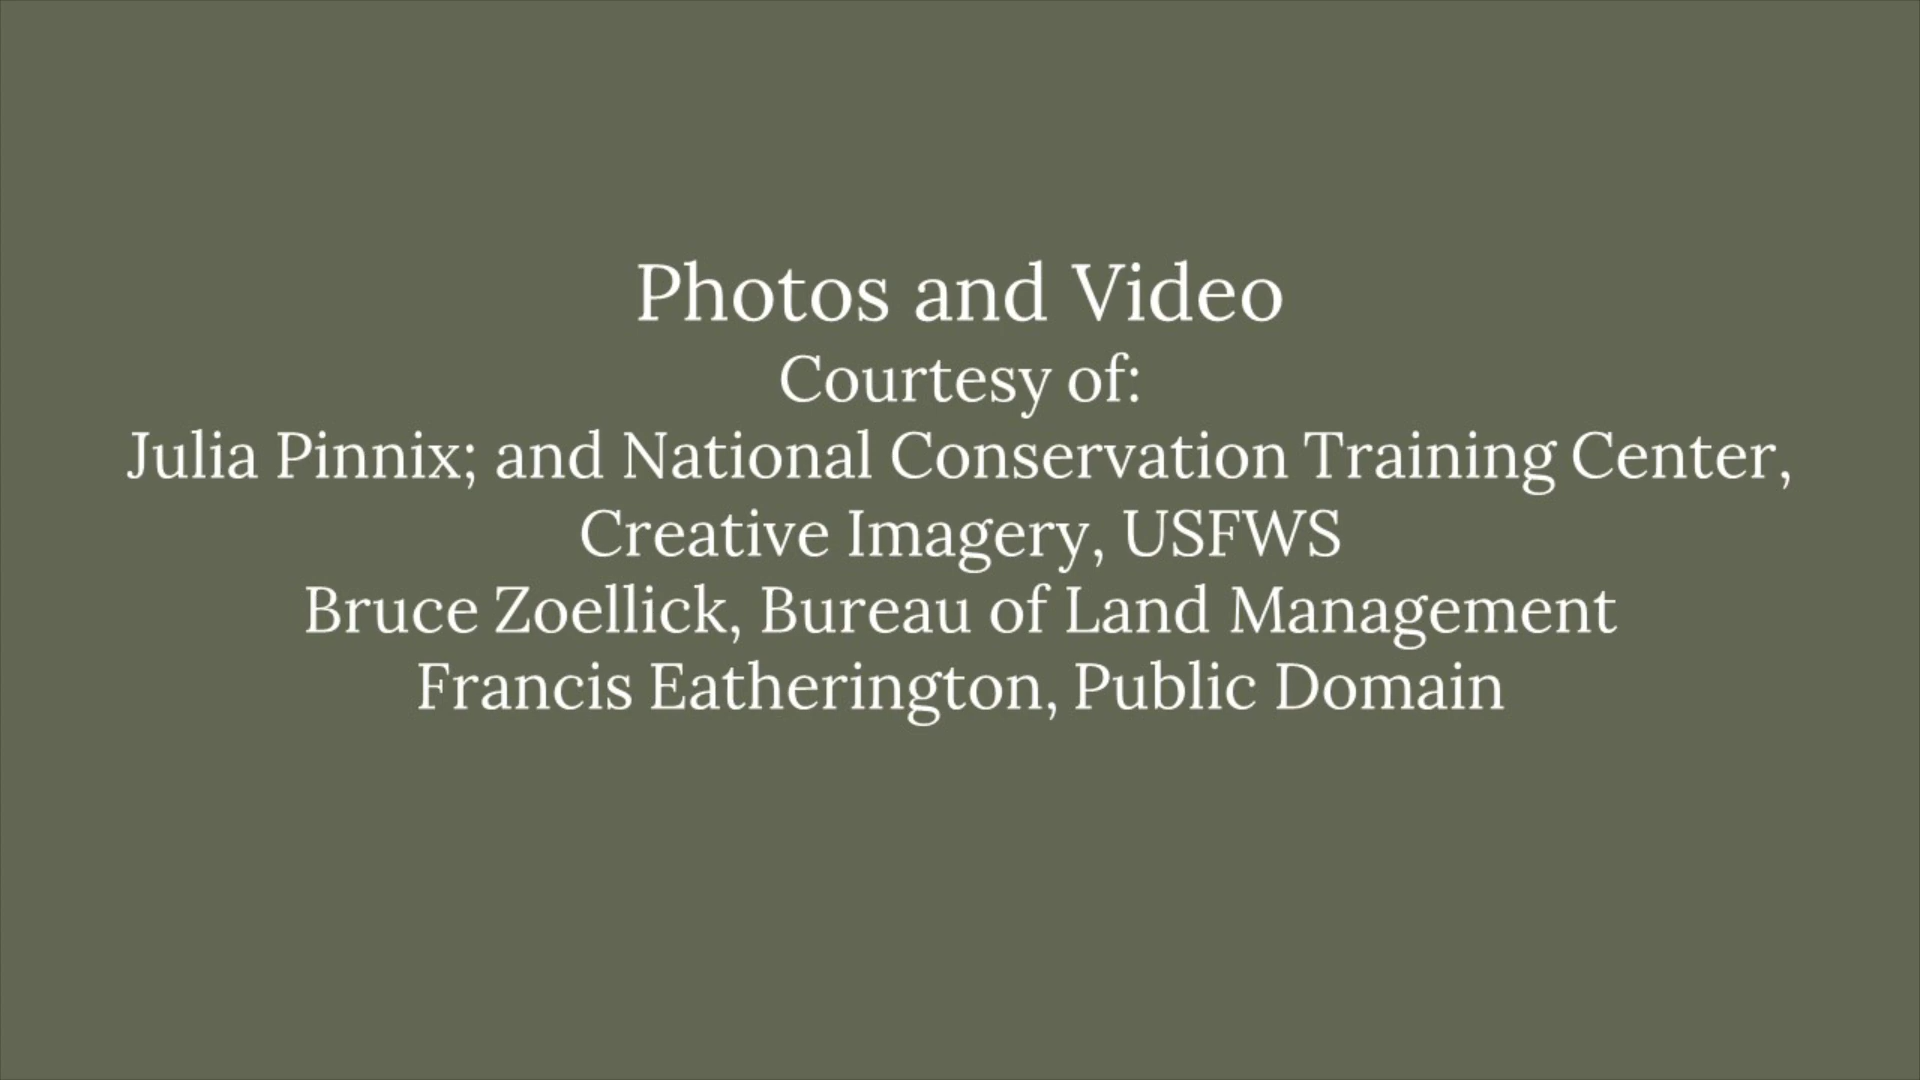 Photos and Video
Courtesy of:
Julia Pinnix; and National Conservation Training Center,
Creative Imagery, USFWS
Bruce Zoellick, Bureau of Land Management
Francis Eatherington, Public Domain